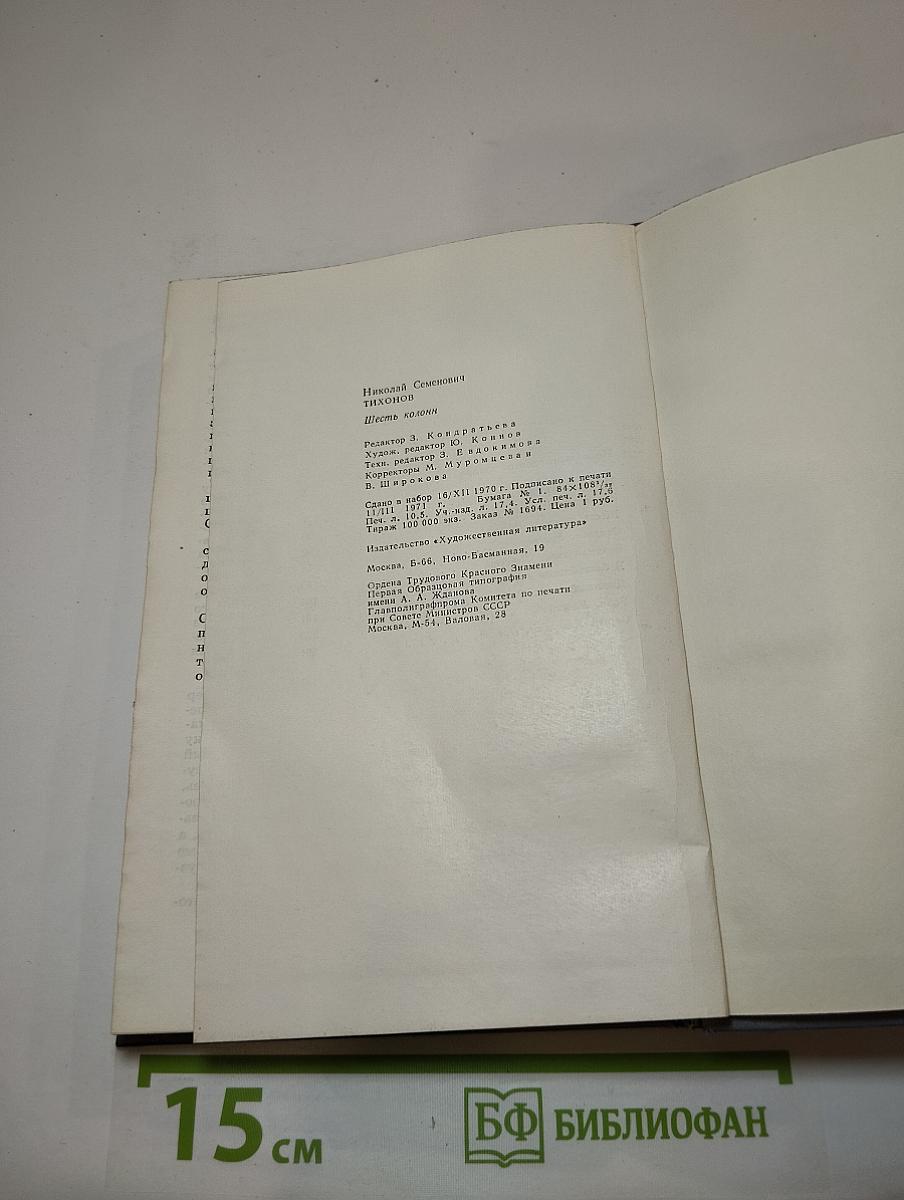 Николай Семенович
ТИХОНОВ
Шесть колонн
Редактор З. Кондратьева
Худож. редактор Ю. Коннов
Техн. редактор З. Евдокимова
Корректоры М. Муромцева и
В. Широкова
Сдано в набор 16/XII 1970 г. Подписано к печати
11/III 1971 г. Бумага № 1. 84×108¹/₃₂
Печ. л. 10,5. Уч.-изд. л. 17,4. Усл. печ. л. 17,6
Тираж 100 000 экз. Заказ № 1694. Цена 1 руб.
Издательство «Художественная литература»
Москва, Б-66, Ново-Басманная, 19
Ордена Трудового Красного Знамени
Первая Образцовая типография
имени А. А. Жданова
Главполиграфпрома Комитета по печати
при Совете Министров СССР
Москва, М-54, Валовая, 28
15 см
БФ БИБЛИОФАН